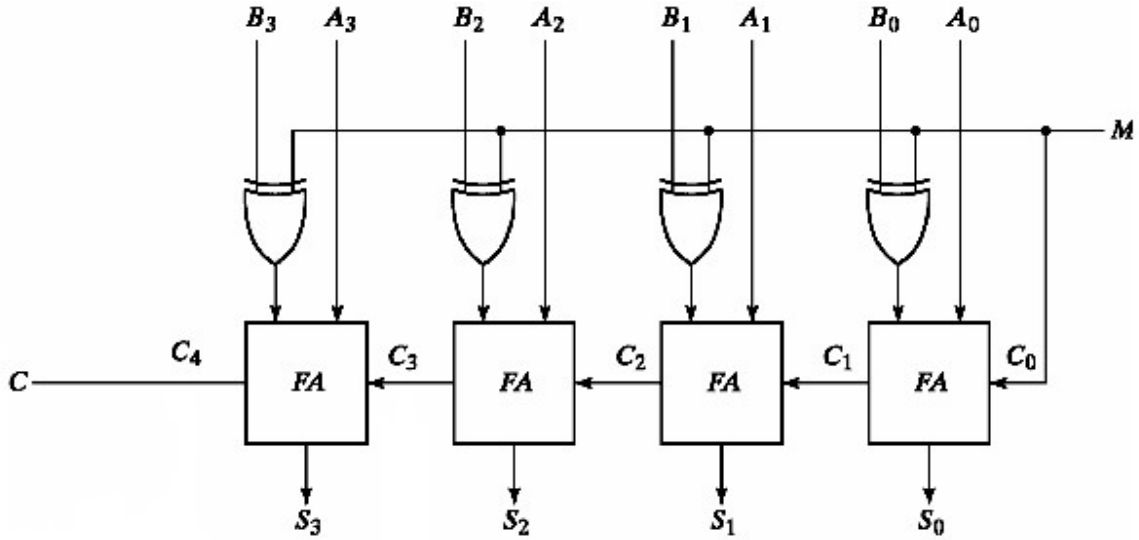 B₃ A₃ B₂ A₂ B₁ A₁ B₀ A₀
M
C₄ C₃ C₂ C₁ C₀
C FA FA FA FA
S₃ S₂ S₁ S₀